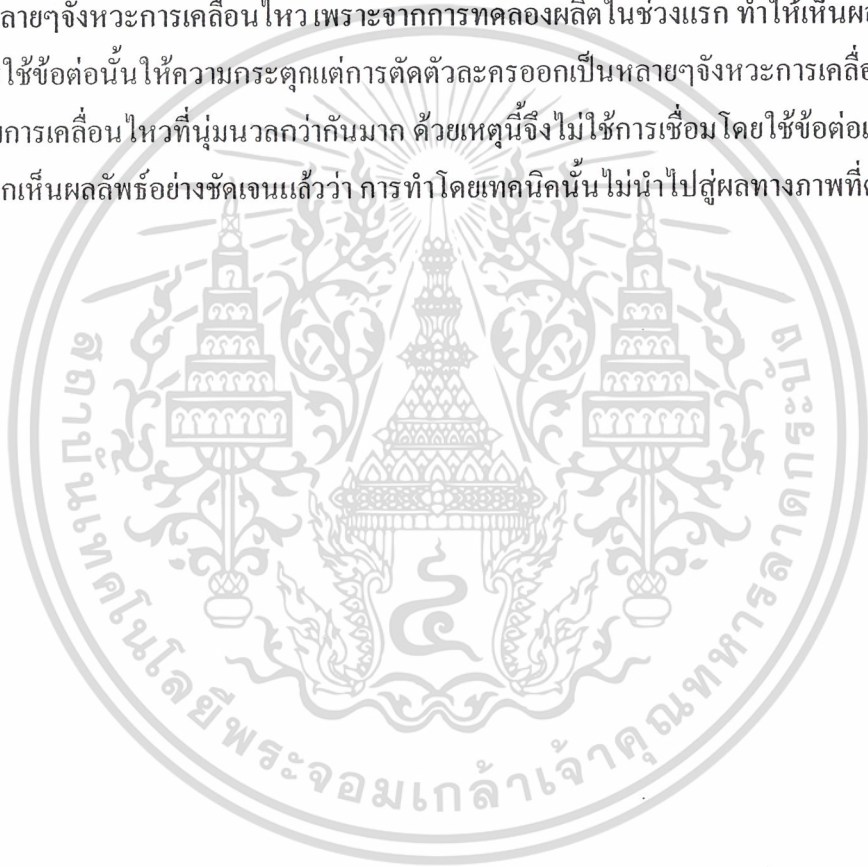 ลายๆจังหวะการเคลื่อนไหว เพราะจากการทดลองผลิตในช่วงแรก ทำให้เห็นผล
ใช้ข้อต่อนั้นให้ความกระตุกแต่การตัดตัวละครออกเป็นหลายๆจังหวะการเคลื่อ
การเคลื่อนไหวที่นุ่มนวลกว่ากันมาก ด้วยเหตุนี้จึงไม่ใช้การเชื่อมโดยใช้ข้อต่อ
กเห็นผลลัพธ์อย่างชัดเจนแล้วว่า การทำโดยเทคนิคนั้นไม่นำไปสู่ผลทางภาพที่
สถาบันเทคโนโลยีพระจอมเกล้าเจ้าคุณทหารลาดกระบัง